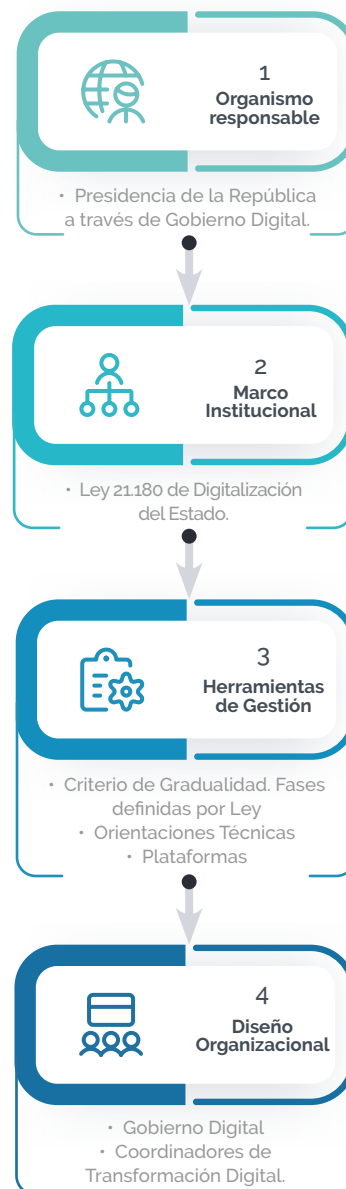 1
Organismo
responsable
• Presidencia de la República
a través de Gobierno Digital.
2
Marco
Institucional
• Ley 21.180 de Digitalización
del Estado.
3
Herramientas
de Gestión
• Criterio de Gradualidad. Fases
definidas por Ley
• Orientaciones Técnicas
• Plataformas
4
Diseño
Organizacional
• Gobierno Digital
• Coordinadores de
Transformación Digital.